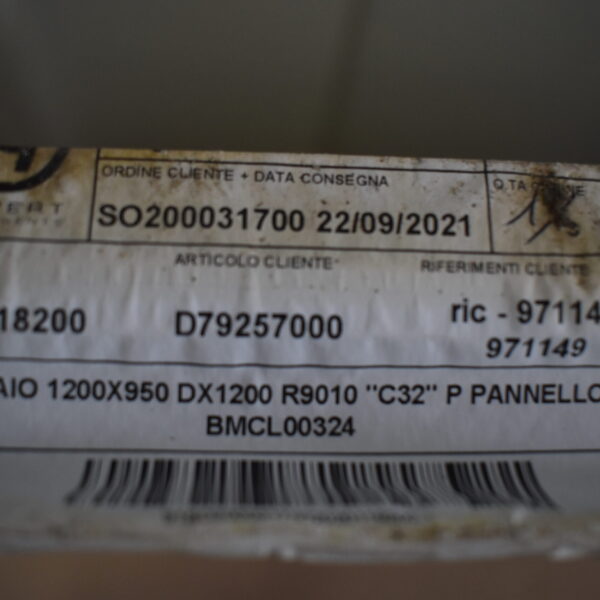 ORDINE CLIENTE + DATA CONSEGNA
SO200031700 22/09/2021
ARTICOLO CLIENTE
RIFERIMENTI CLIENTE
18200 D79257000 ric - 97114
971149
AIO 1200X950 DX1200 R9010 "C32" P PANNELLO
BMCL00324